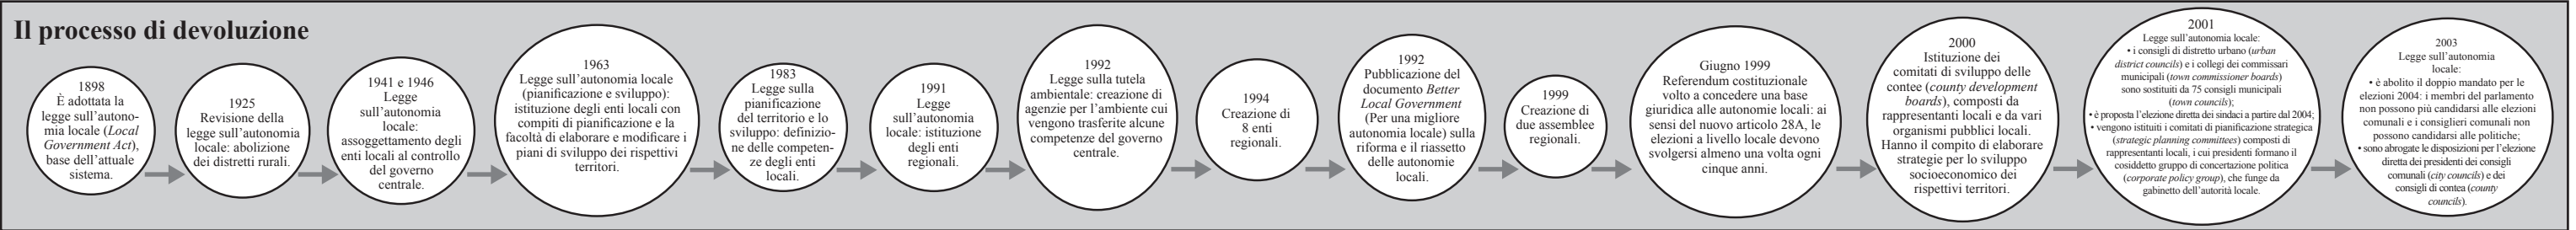 Il processo di devoluzione
1898
È adottata la
legge sull'autono-
mia locale (Local
Government Act),
base dell'attuale
sistema.
1925
Revisione della
legge sull'autonomia
locale: abolizione
dei distretti rurali.
1941 e 1946
Legge
sull'autonomia
locale:
assoggettamento degli
enti locali al controllo
del governo
centrale.
1963
Legge sull'autonomia locale
(pianificazione e sviluppo):
istituzione degli enti locali con
compiti di pianificazione e la
facoltà di elaborare e modificare i
piani di sviluppo dei rispettivi
territori.
1983
Legge sulla
pianificazione
del territorio e lo
sviluppo: definizio-
ne delle competen-
ze degli enti
locali.
1991
Legge
sull'autonomia
locale: istituzione
degli enti
regionali.
1992
Legge sulla tutela
ambientale: creazione di
agenzie per l'ambiente cui
vengono trasferite alcune
competenze del governo
centrale.
1994
Creazione di
8 enti
regionali.
1992
Pubblicazione del
documento Better
Local Government
(Per una migliore
autonomia locale) sulla
riforma e il riassetto
delle autonomie
locali.
1999
Creazione di
due assemblee
regionali.
Giugno 1999
Referendum costituzionale
volto a concedere una base
giuridica alle autonomie locali: ai
sensi del nuovo articolo 28A, le
elezioni a livello locale devono
svolgersi almeno una volta ogni
cinque anni.
2000
Istituzione dei
comitati di sviluppo delle
contee (county development
boards), composti da
rappresentanti locali e da vari
organismi pubblici locali.
Hanno il compito di elaborare
strategie per lo sviluppo
socioeconomico dei
rispettivi territori.
2001
Legge sull'autonomia locale:
• i consigli di distretto urbano (urban
district councils) e i collegi dei commissari
municipali (town commissioner boards)
sono sostituiti da 75 consigli municipali
(town councils);
• è proposta l'elezione diretta dei sindaci a partire dal 2004;
• vengono istituiti i comitati di pianificazione strategica
(strategic planning committees) composti di
rappresentanti locali, i cui presidenti formano il
cosiddetto gruppo di concertazione politica
(corporate policy group), che funge da
gabinetto dell'autorità locale.
2003
Legge sull'autonomia
locale:
• è abolito il doppio mandato per le
elezioni 2004: i membri del parlamento
non possono più candidarsi alle elezioni
comunali e i consiglieri comunali non
possono candidarsi alle politiche;
• sono abrogate le disposizioni per l'elezione
diretta dei presidenti dei consigli
comunali (city councils) e dei
consigli di contea (county
councils).